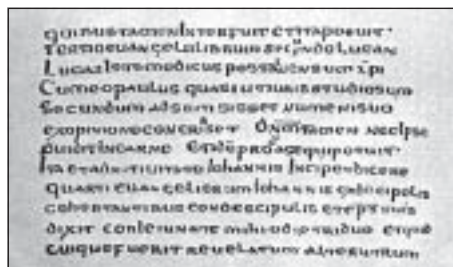 quibus tamen Interfuit et ita posuit·
tertio euangelii librum secundo Lucan
Lucas Iste medicus post ascensum xpi
Cum eo paulus quasi ut iuris studiosum
Secundum adsumsisset numeni suo
ex opinione concriset dnm tamen nec Ipse
duidit in carne et ide pro asequi potuit·
Ita et ad natiuitate Iohannis Incipet dicere
quarti euangeliorum Iohannis ex decipolis
cohortantibus condescipulis et eps suis
dixit conieiunate mihi odie triduo et quid
cuique fuerit reuelatum alterutrum